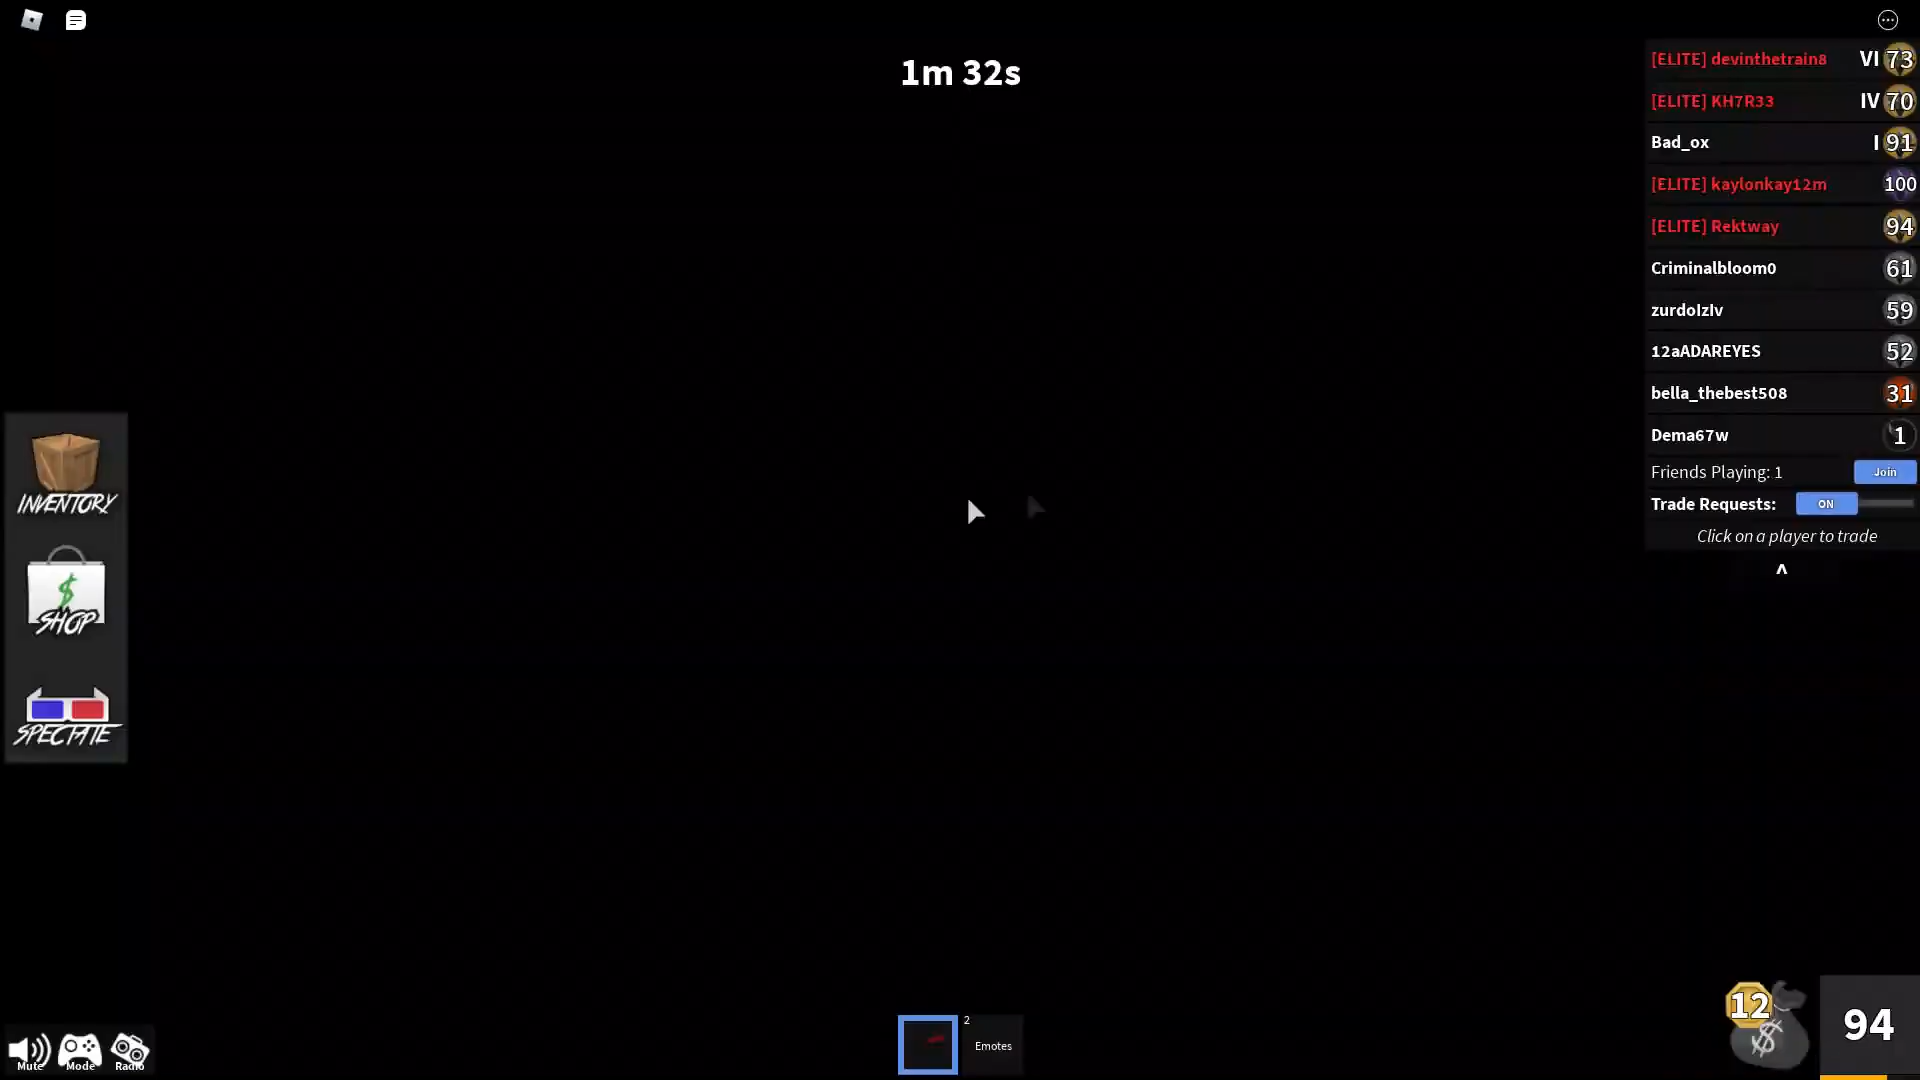 1m 32s
[ELITE] devinthetrain8 VI 73
[ELITE] KH7R33 IV 70
Bad_ox I 91
[ELITE] kaylonkay12m 100
[ELITE] Rektway 94
Criminalbloom0 61
zurdoIzIv 59
12aADAREYES 52
bella_thebest508 31
Dema67w 1
Friends Playing: 1 Join
Trade Requests: ON
Click on a player to trade
INVENTORY
$
SHOP
SPECTATE
Mute Mode Radio
2
Emotes
12
$
94